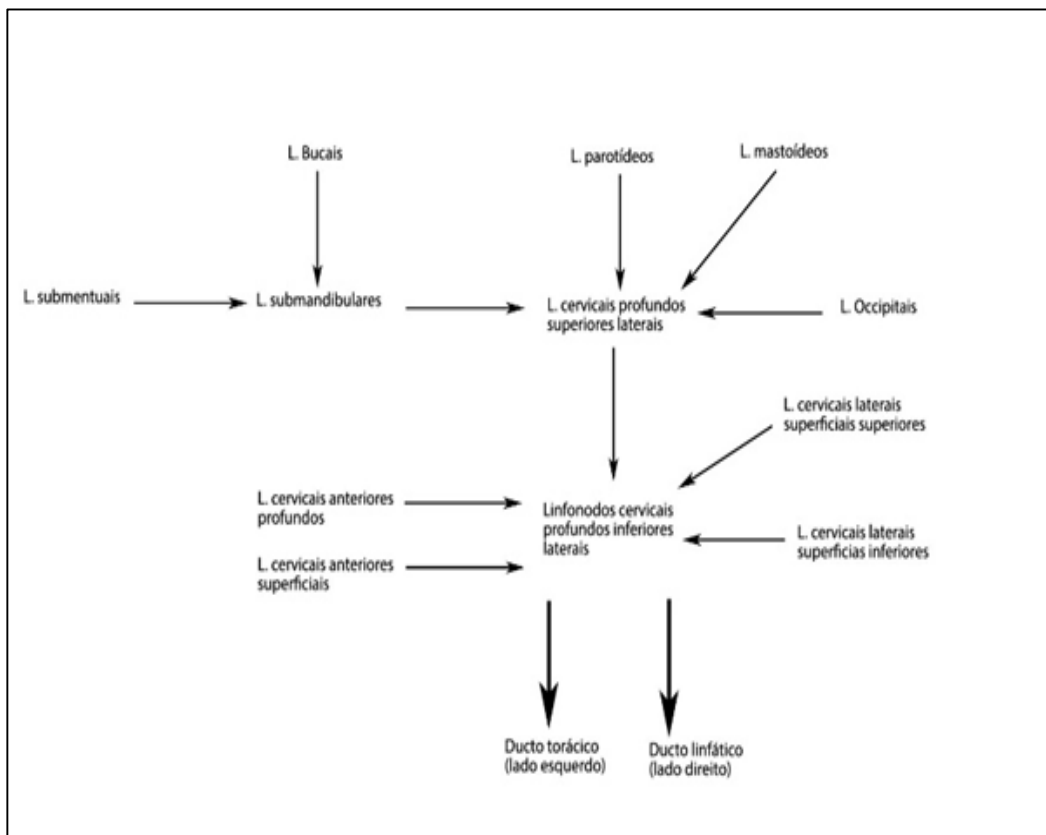 L. Bucais
L. parotídeos
L. mastoídeos
L. submentuais
L. submandibulares
L. cervicais profundos
superiores laterais
L. Occipitais
L. cervicais laterais
superficiais superiores
L. cervicais anteriores
profundos
Linfonodos cervicais
profundos inferiores
laterais
L. cervicais laterais
superficias inferiores
L. cervicais anteriores
superficiais
Ducto torácico
(lado esquerdo)
Ducto linfático
(lado direito)